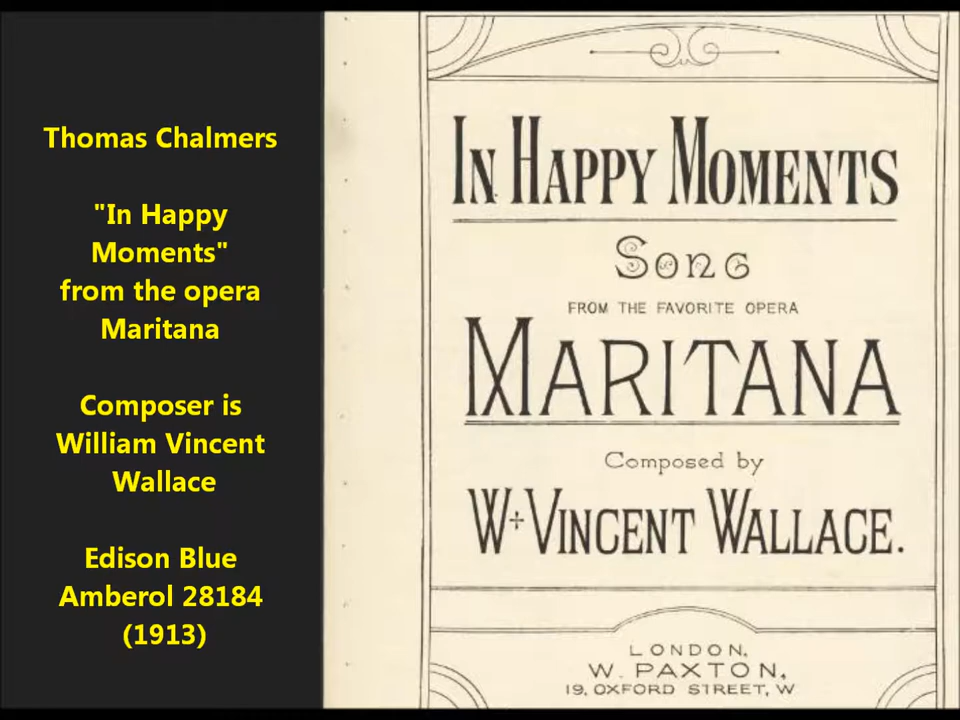 Thomas Chalmers
"In Happy
Moments"
from the opera
Maritana
Composer is
William Vincent
Wallace
Edison Blue
Amberol 28184
(1913)
IN HAPPY MOMENTS
Song
FROM THE FAVORITE OPERA
MARITANA
Composed by
W. VINCENT WALLACE.
LONDON,
W. PAXTON,
19, OXFORD STREET, W